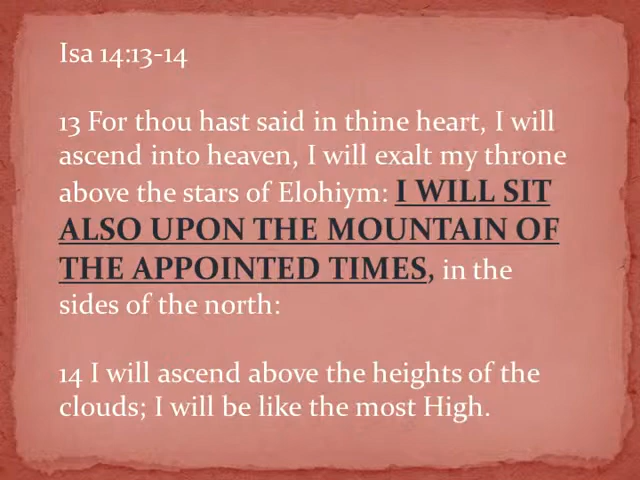 Isa 14:13-14
13 For thou hast said in thine heart, I will
ascend into heaven, I will exalt my throne
above the stars of Elohiym: I WILL SIT
ALSO UPON THE MOUNTAIN OF
THE APPOINTED TIMES, in the
sides of the north:
14 I will ascend above the heights of the
clouds; I will be like the most High.